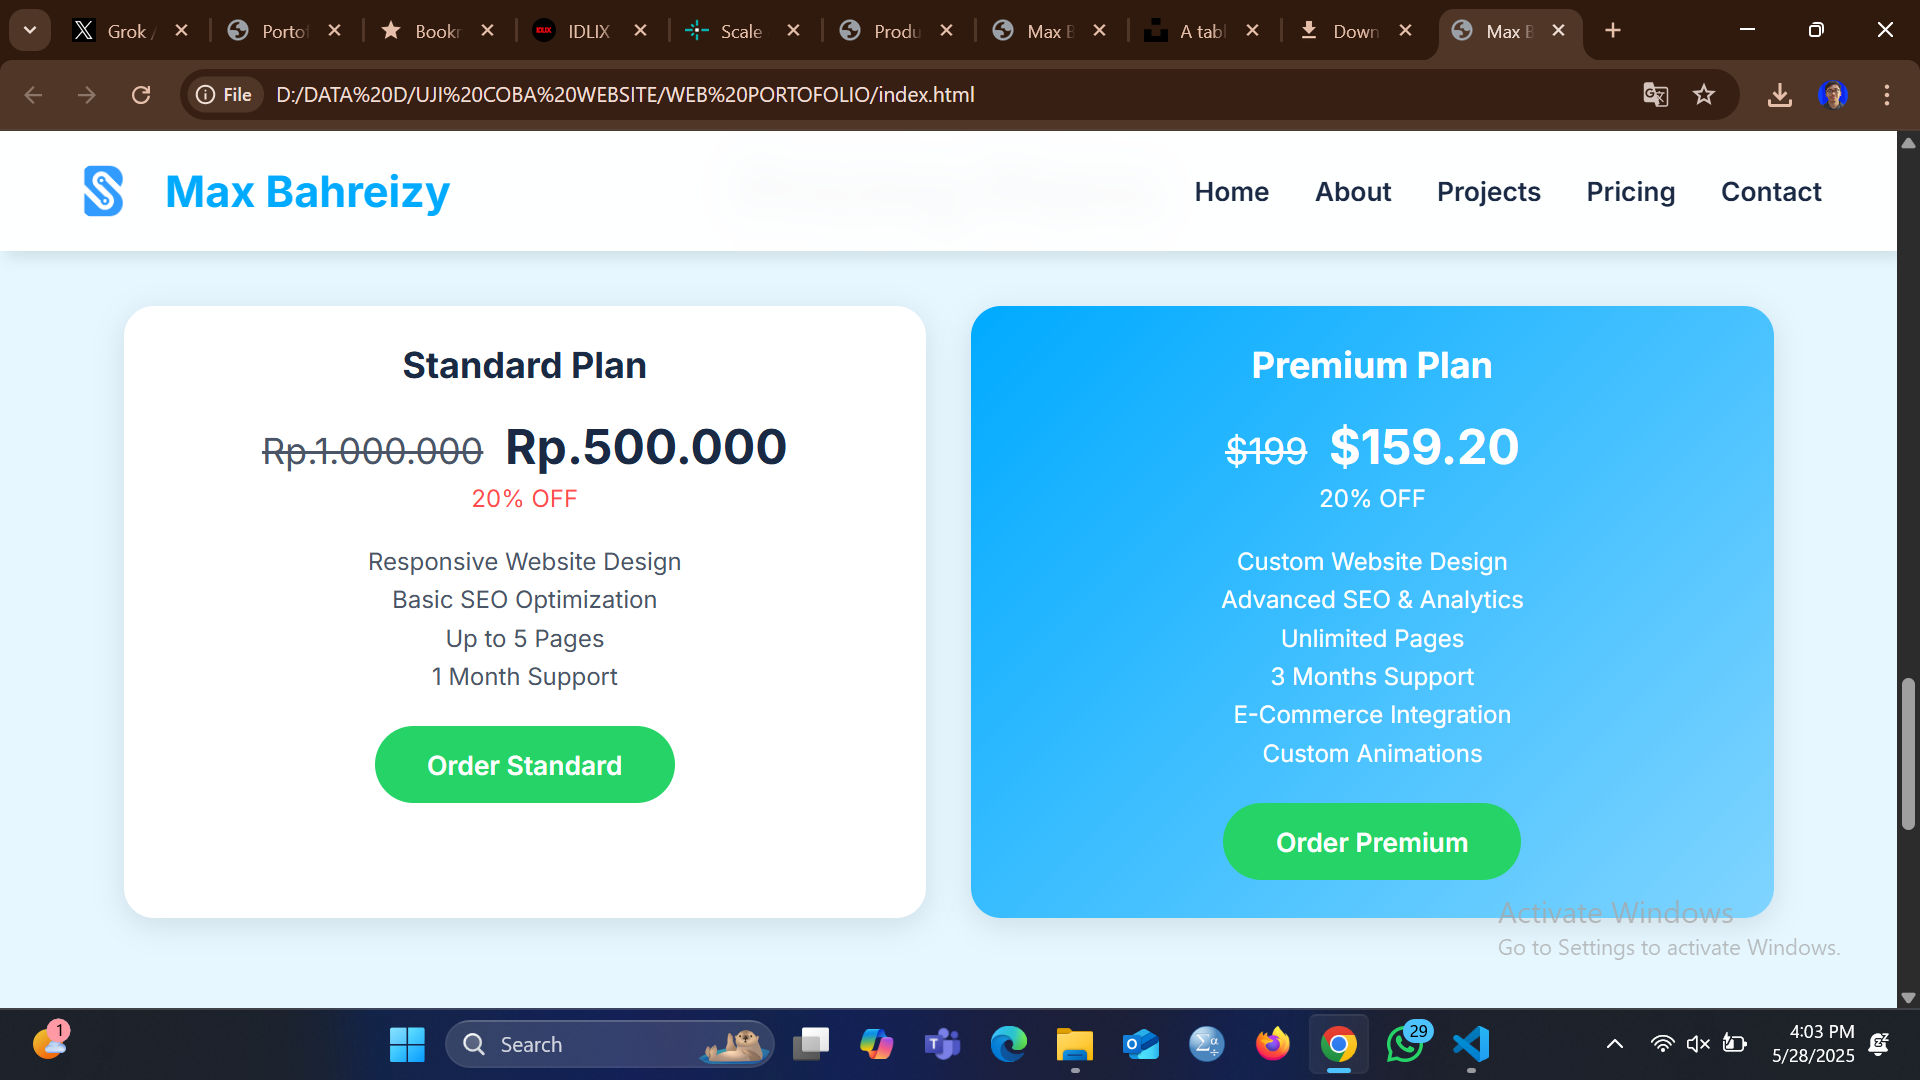 Grok /
Portof
Bookm
IDLIX
Scale
Produ
Max B
A tabl
Down
Max B
File
D:/DATA%20D/UJI%20COBA%20WEBSITE/WEB%20PORTOFOLIO/index.html
Max Bahreizy
Home
About
Projects
Pricing
Contact
Standard Plan
Rp.1.000.000 Rp.500.000
20% OFF
Responsive Website Design
Basic SEO Optimization
Up to 5 Pages
1 Month Support
Order Standard
Premium Plan
$199 $159.20
20% OFF
Custom Website Design
Advanced SEO & Analytics
Unlimited Pages
3 Months Support
E-Commerce Integration
Custom Animations
Order Premium
Activate Windows
Go to Settings to activate Windows.
1
Search
29
4:03 PM
5/28/2025